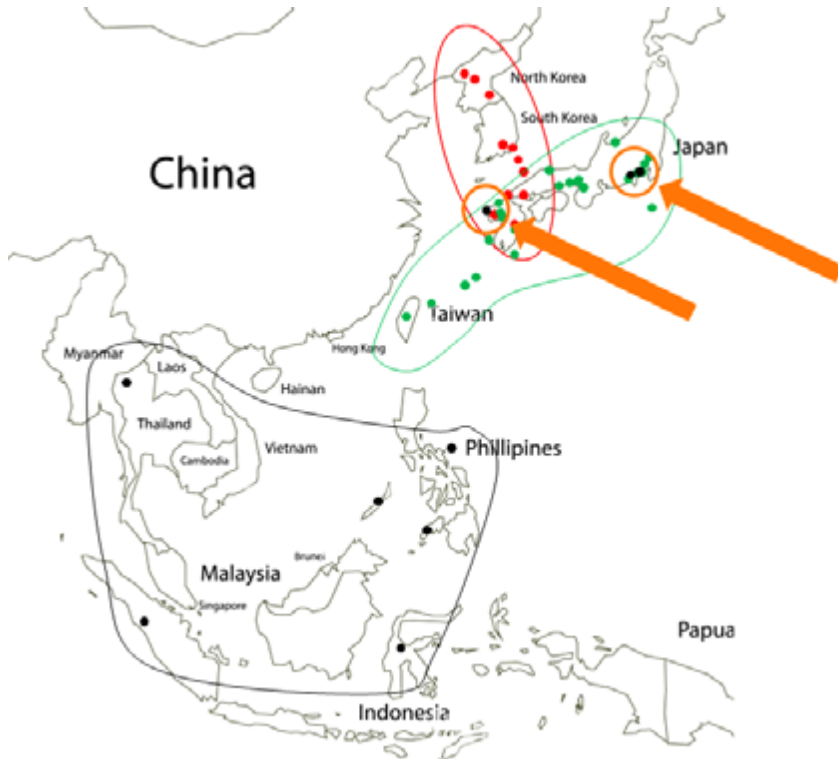 North Korea
South Korea
Japan
China
Taiwan
Hong Kong
Myanmar
Laos
Hainan
Thailand
Vietnam
Phillipines
Cambodia
Brunei
Malaysia
Singapore
Papua
Indonesia